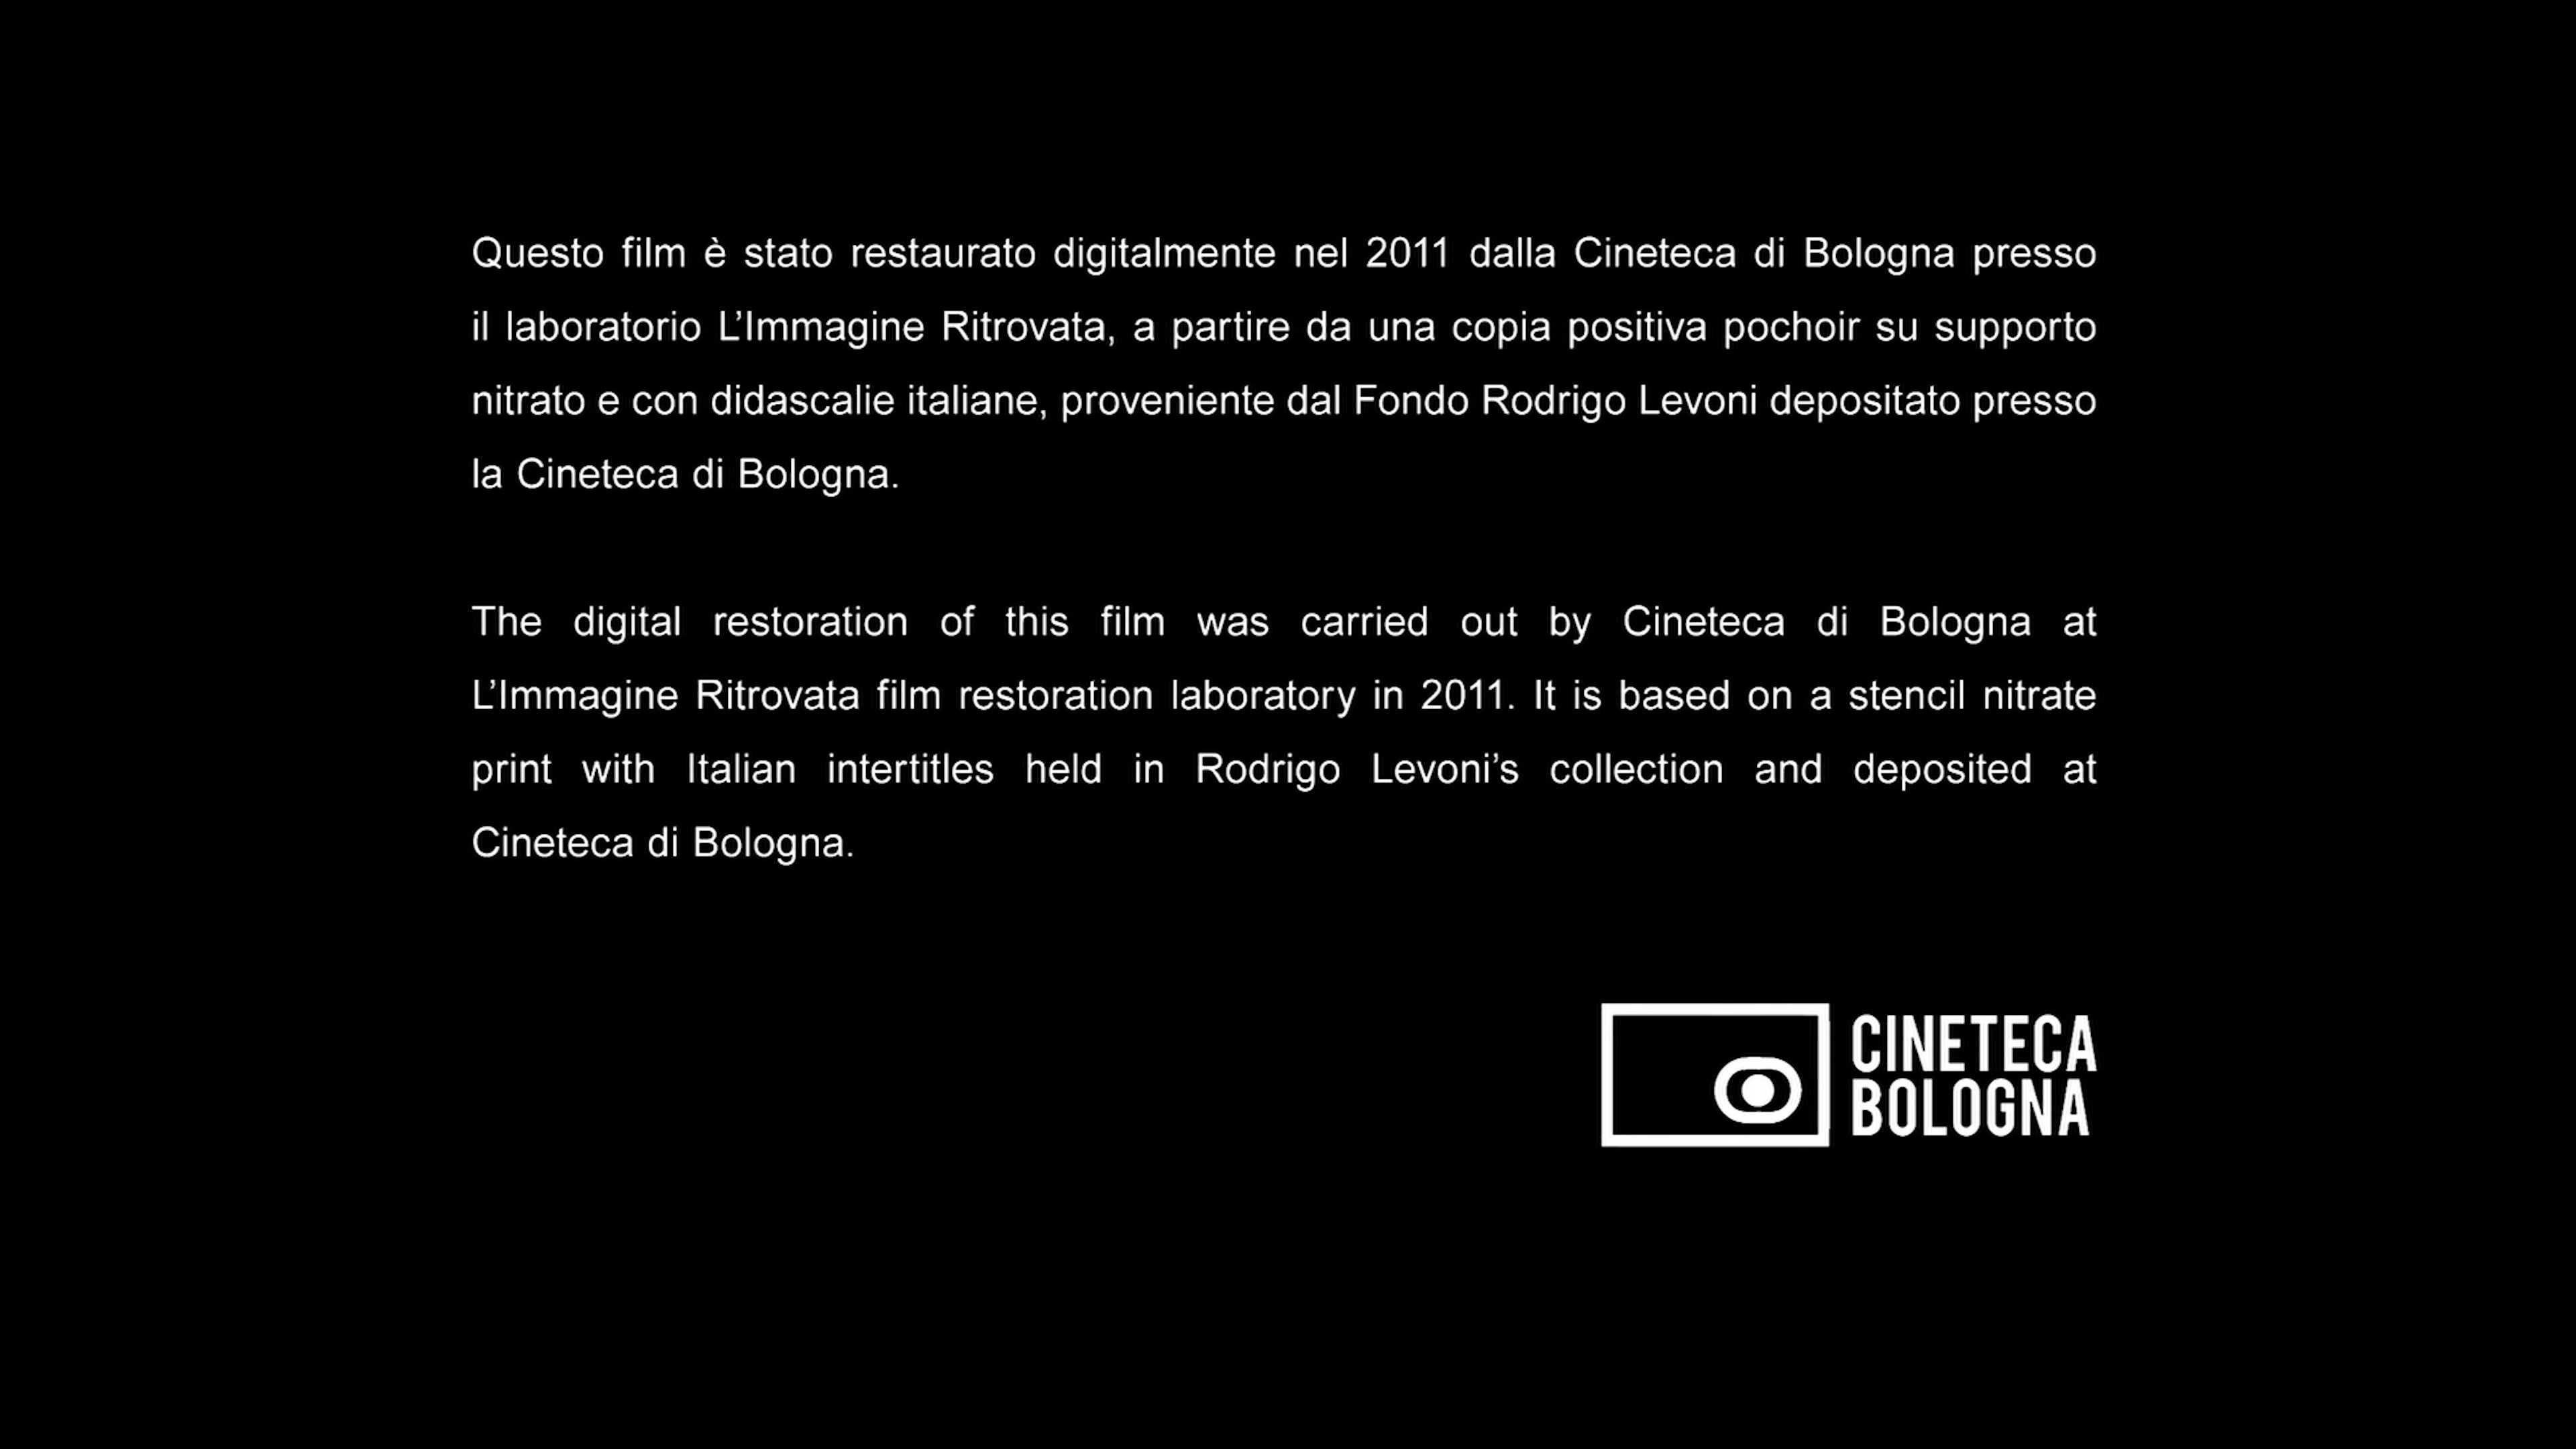 Questo film è stato restaurato digitalmente nel 2011 dalla Cineteca di Bologna presso
il laboratorio L’Immagine Ritrovata, a partire da una copia positiva pochoir su supporto
nitrato e con didascalie italiane, proveniente dal Fondo Rodrigo Levoni depositato presso
la Cineteca di Bologna.
The digital restoration of this film was carried out by Cineteca di Bologna at
L’Immagine Ritrovata film restoration laboratory in 2011. It is based on a stencil nitrate
print with Italian intertitles held in Rodrigo Levoni’s collection and deposited at
Cineteca di Bologna.
CINETECA
BOLOGNA